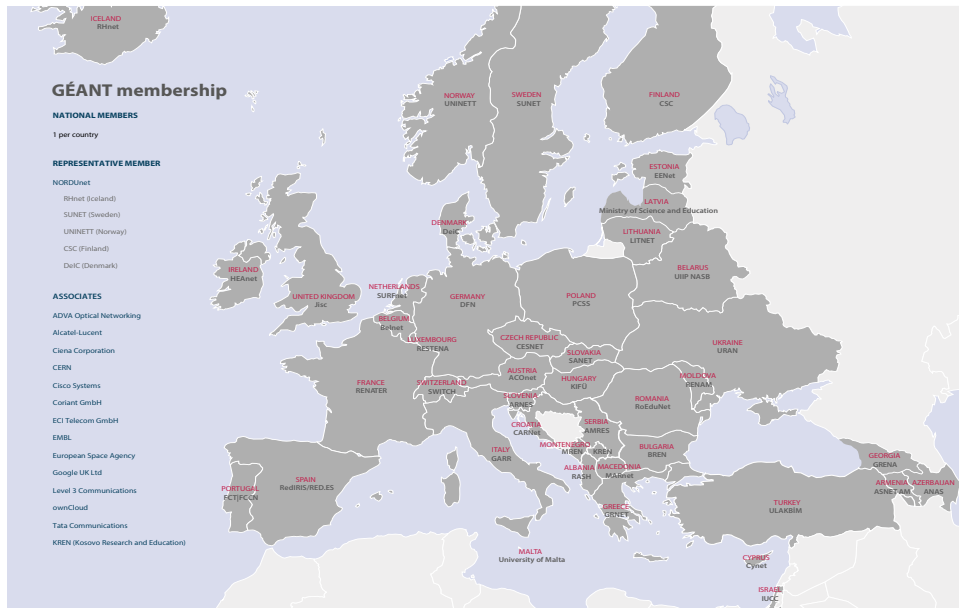 ICELAND
RHnet
GÉANT membership
NATIONAL MEMBERS
1 per country
REPRESENTATIVE MEMBER
NORDUnet
RHnet (Iceland)
SUNET (Sweden)
UNINETT (Norway)
CSC (Finland)
DeIC (Denmark)
ASSOCIATES
ADVA Optical Networking
Alcatel-Lucent
Ciena Corporation
CERN
Cisco Systems
Coriant GmbH
ECI Telecom GmbH
EMBL
European Space Agency
Google UK Ltd
Level 3 Communications
ownCloud
Tata Communications
KREN (Kosovo Research and Education)
NORWAY
UNINETT
SWEDEN
SUNET
FINLAND
CSC
ESTONIA
EENet
LATVIA
Ministry of Science and Education
DENMARK
DeIC
LITHUANIA
LITNET
BELARUS
UIIP NASB
IRELAND
HEAnet
UNITED KINGDOM
Jisc
NETHERLANDS
SURFnet
GERMANY
DFN
POLAND
PCSS
BELGIUM
Belnet
LUXEMBOURG
RESTENA
CZECH REPUBLIC
CESNET
SLOVAKIA
SANET
UKRAINE
URAN
AUSTRIA
ACOnet
HUNGARY
KIFÜ
MOLDOVA
RENAM
FRANCE
RENATER
SWITZERLAND
SWITCH
SLOVENIA
ARNES
ROMANIA
RoEduNet
CROATIA
CARNet
SERBIA
AMRES
MONTENEGRO
MREN
KREN
BULGARIA
BREN
ITALY
GARR
ALBANIA
RASH
MACEDONIA
MARnet
GEORGIA
GRENA
PORTUGAL
FCT|FCCN
SPAIN
RedIRIS/RED.ES
ARMENIA
ASNET AM
AZERBAIJAN
ANAS
GREECE
GRNET
TURKEY
ULAKBİM
MALTA
University of Malta
CYPRUS
Cynet
ISRAEL
IUCC